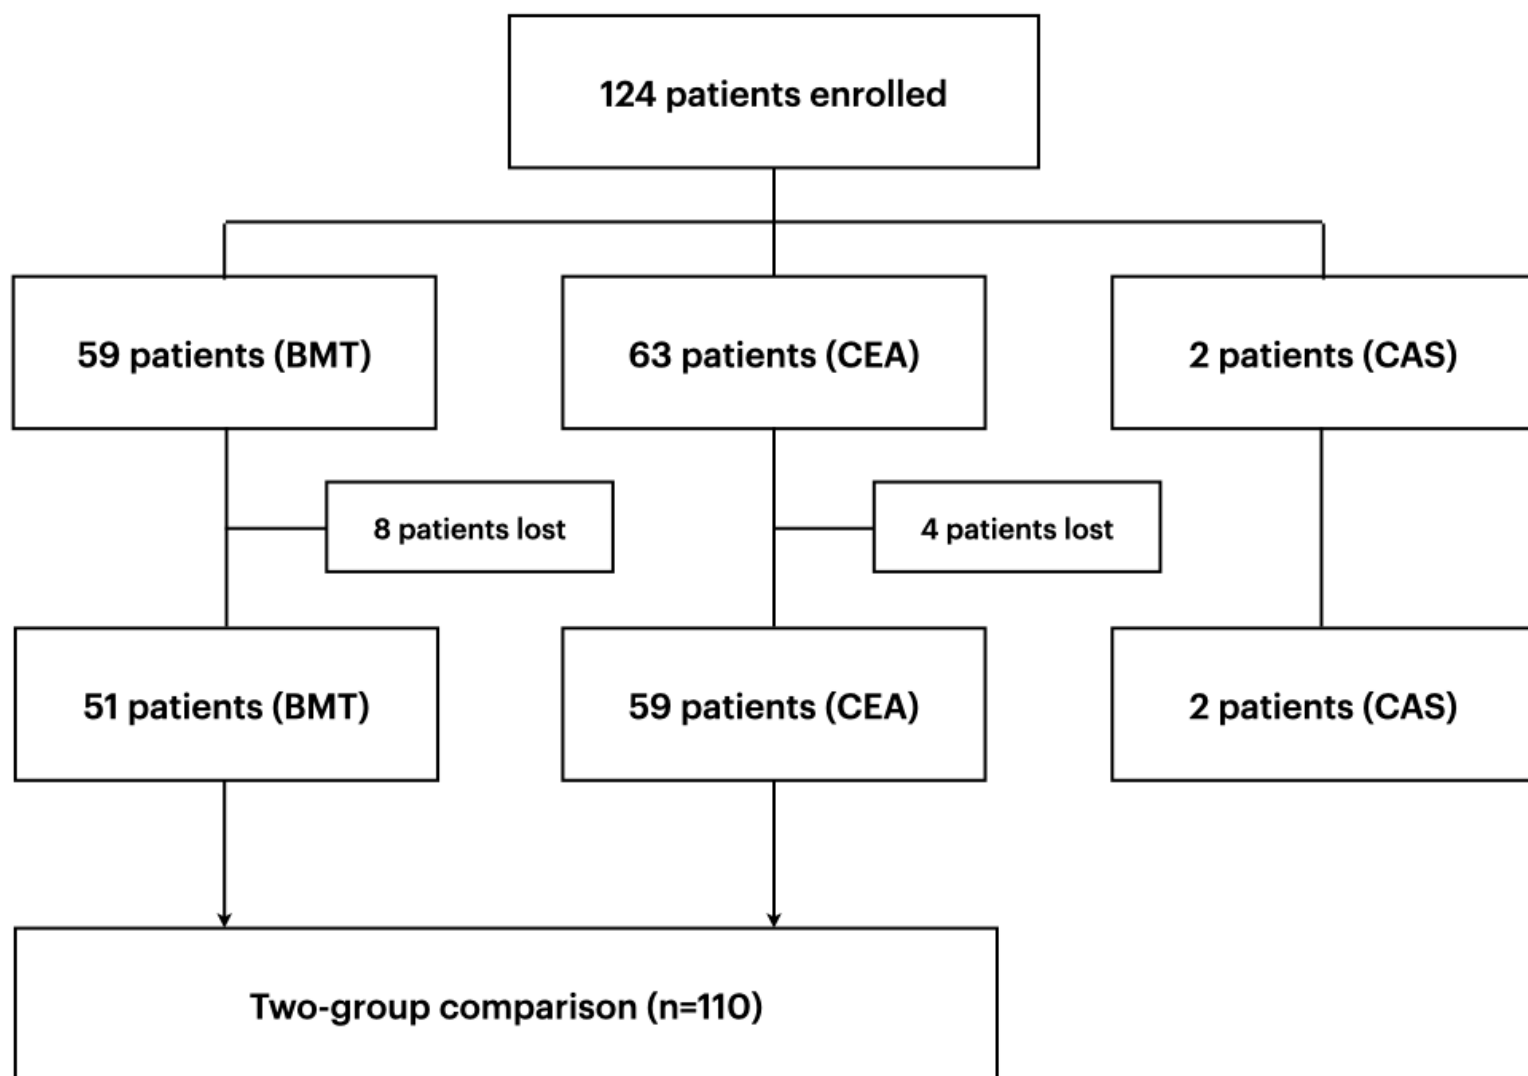 124 patients enrolled
59 patients (BMT)
63 patients (CEA)
2 patients (CAS)
8 patients lost
4 patients lost
51 patients (BMT)
59 patients (CEA)
2 patients (CAS)
Two-group comparison (n=110)